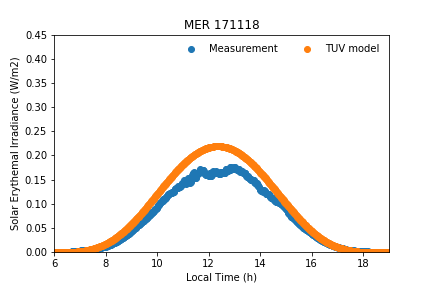 MER 171118
Measurement
TUV model
Solar Erythemal Irradiance (W/m2)
0.45
0.40
0.35
0.30
0.25
0.20
0.15
0.10
0.05
0.00
6 8 10 12 14 16 18
Local Time (h)